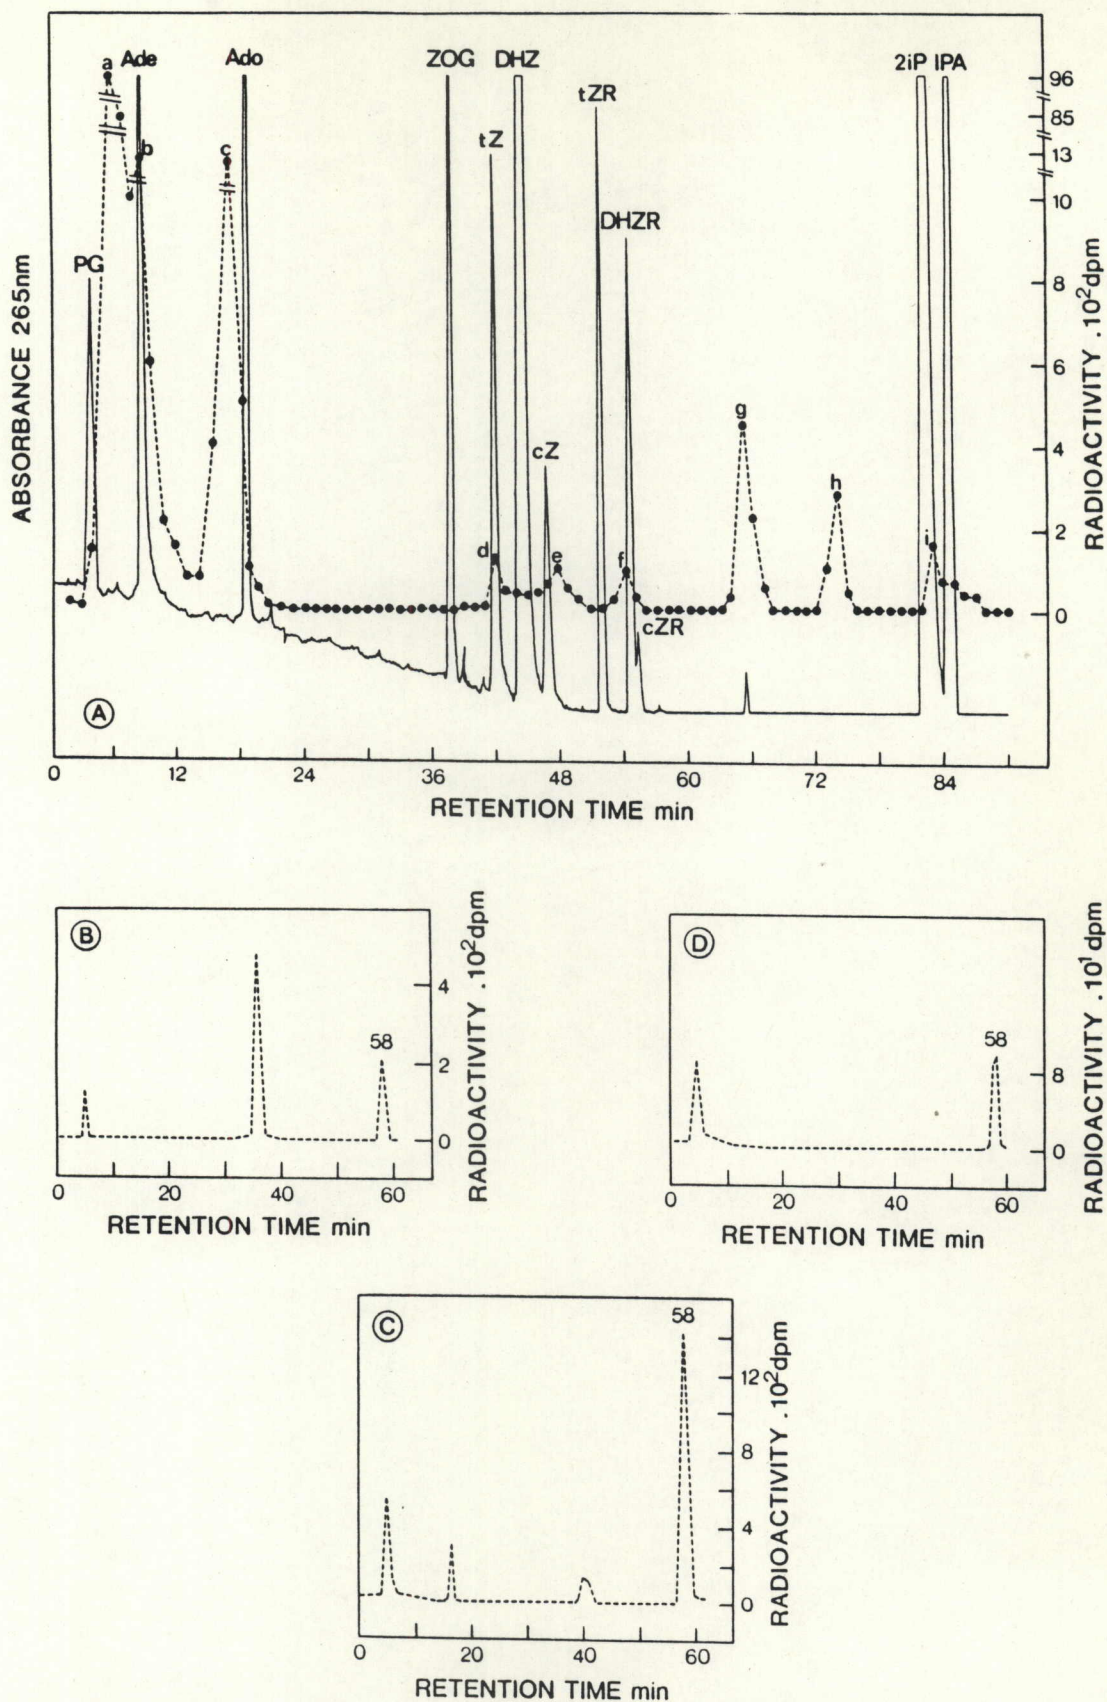 a
Ade
Ado
ZOG
DHZ
2iP
IPA
96
tZR
85
tZ
b
c
13
10
DHZR
PG
8
6
cZ
g
4
h
d
e
f
i
2
cZR
0
A
0
12
24
36
48
60
72
84
RETENTION TIME min
ABSORBANCE 265nm
RADIOACTIVITY .10²dpm
B
58
4
2
0
0
20
40
60
RETENTION TIME min
RADIOACTIVITY .10²dpm
D
58
8
0
0
20
40
60
RETENTION TIME min
RADIOACTIVITY .10¹dpm
C
58
12
8
4
0
0
20
40
60
RETENTION TIME min
RADIOACTIVITY .10²dpm